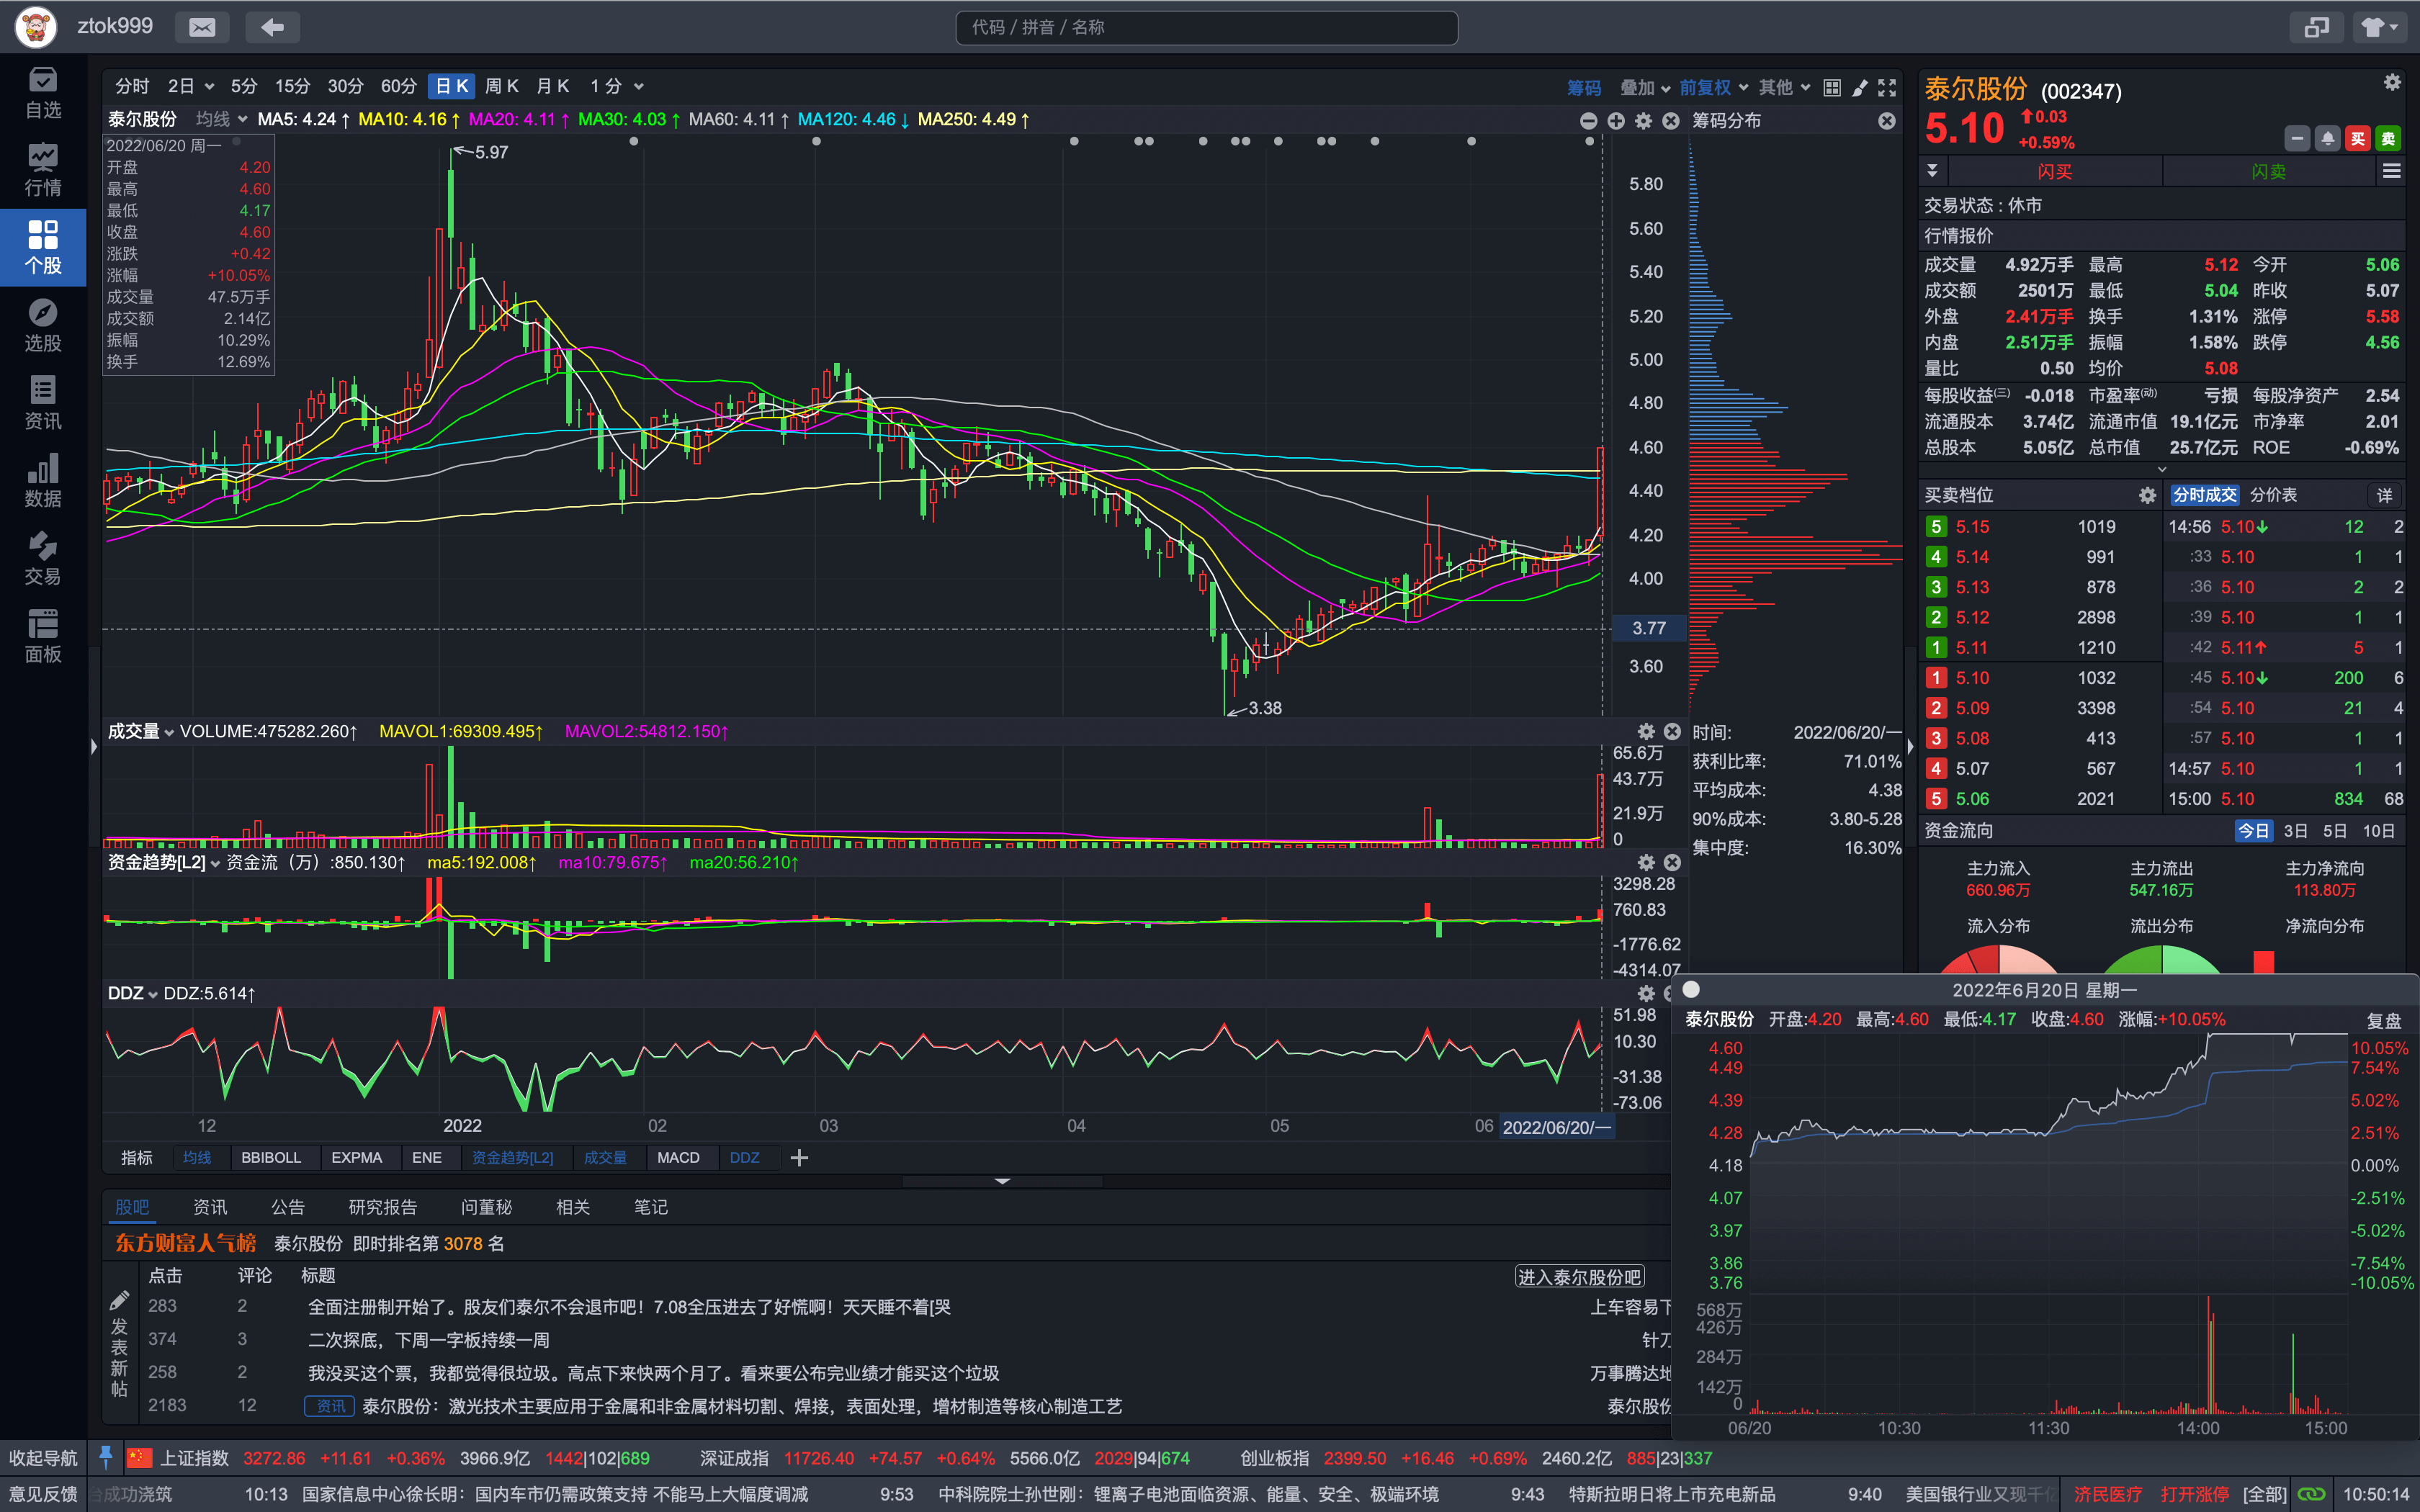 ztok999
代码 / 拼音 / 名称
自选
行情
个股
选股
资讯
数据
交易
面板
分时 2日 5分 15分 30分 60分 日K 周K 月K 1分
筹码 叠加 前复权 其他
泰尔股份 均线 MA5: 4.24↑ MA10: 4.16↑ MA20: 4.11↑ MA30: 4.03↑ MA60: 4.11↑ MA120: 4.46↓ MA250: 4.49↑
筹码分布
2022/06/20 周一
开盘 4.20
最高 4.60
最低 4.17
收盘 4.60
涨跌 +0.42
涨幅 +10.05%
成交量 47.5万手
成交额 2.14亿
振幅 10.29%
换手 12.69%
5.97
3.38
5.80
5.60
5.40
5.20
5.00
4.80
4.60
4.40
4.20
4.00
3.77
3.60
成交量 VOLUME:475282.260↑ MAVOL1:69309.495↑ MAVOL2:54812.150↑
65.6万
43.7万
21.9万
0
资金趋势[L2] 资金流（万）:850.130↑ ma5:192.008↑ ma10:79.675↑ ma20:56.210↑
3298.28
760.83
-1776.62
-4314.07
DDZ DDZ:5.614↑
51.98
10.30
-31.38
-73.06
12 2022 02 03 04 05 06 2022/06/20/一
时间: 2022/06/20/一
获利比率: 71.01%
平均成本: 4.38
90%成本: 3.80-5.28
集中度: 16.30%
指标 均线 BBIBOLL EXPMA ENE 资金趋势[L2] 成交量 MACD DDZ
股吧 资讯 公告 研究报告 问董秘 相关 笔记
东方财富人气榜 泰尔股份 即时排名第 3078 名
点击 评论 标题
进入泰尔股份吧
发表新帖
283 2 全面注册制开始了。股友们泰尔不会退市吧！7.08全压进去了好慌啊！天天睡不着[哭 上车容易下
374 3 二次探底，下周一字板持续一周
258 2 我没买这个票，我都觉得很垃圾。高点下来快两个月了。看来要公布完业绩才能买这个垃圾 万事腾达地
2183 12 资讯 泰尔股份：激光技术主要应用于金属和非金属材料切割、焊接，表面处理，增材制造等核心制造工艺 泰尔股份
泰尔股份 (002347)
5.10 0.03
+0.59%
买 卖
闪买 闪卖
交易状态 : 休市
行情报价
成交量 4.92万手 最高 5.12 今开 5.06
成交额 2501万 最低 5.04 昨收 5.07
外盘 2.41万手 换手 1.31% 涨停 5.58
内盘 2.51万手 振幅 1.58% 跌停 4.56
量比 0.50 均价 5.08
每股收益(三) -0.018 市盈率(动) 亏损 每股净资产 2.54
流通股本 3.74亿 流通市值 19.1亿元 市净率 2.01
总股本 5.05亿 总市值 25.7亿元 ROE -0.69%
买卖档位
分时成交 分价表 详
5 5.15 1019
4 5.14 991
3 5.13 878
2 5.12 2898
1 5.11 1210
1 5.10 1032
2 5.09 3398
3 5.08 413
4 5.07 567
5 5.06 2021
14:56 5.10↓ 12 2
:33 5.10 1 1
:36 5.10 2 2
:39 5.10 1 1
:42 5.11↑ 5 1
:45 5.10↓ 200 6
:54 5.10 21 4
:57 5.10 1 1
14:57 5.10 1 1
15:00 5.10 834 68
资金流向 今日 3日 5日 10日
主力流入 主力流出 主力净流向
660.96万 547.16万 113.80万
流入分布 流出分布 净流向分布
2022年6月20日 星期一
泰尔股份 开盘:4.20 最高:4.60 最低:4.17 收盘:4.60 涨幅:+10.05% 复盘
4.60 10.05%
4.49 7.54%
4.39 5.02%
4.28 2.51%
4.18 0.00%
4.07 -2.51%
3.97 -5.02%
3.86 -7.54%
3.76 -10.05%
568万
426万
284万
142万
0
06/20 10:30 11:30 14:00 15:00
收起导航 上证指数 3272.86 +11.61 +0.36% 3966.9亿 1442|102|689 深证成指 11726.40 +74.57 +0.64% 5566.0亿 2029|94|674 创业板指 2399.50 +16.46 +0.69% 2460.2亿 885|23|337
意见反馈 台成功浇筑 10:13 国家信息中心徐长明：国内车市仍需政策支持 不能马上大幅度调减 9:53 中科院院士孙世刚：锂离子电池面临资源、能量、安全、极端环境 9:43 特斯拉明日将上市充电新品 9:40 美国银行业又现千亿 济民医疗 打开涨停 [全部] 10:50:14